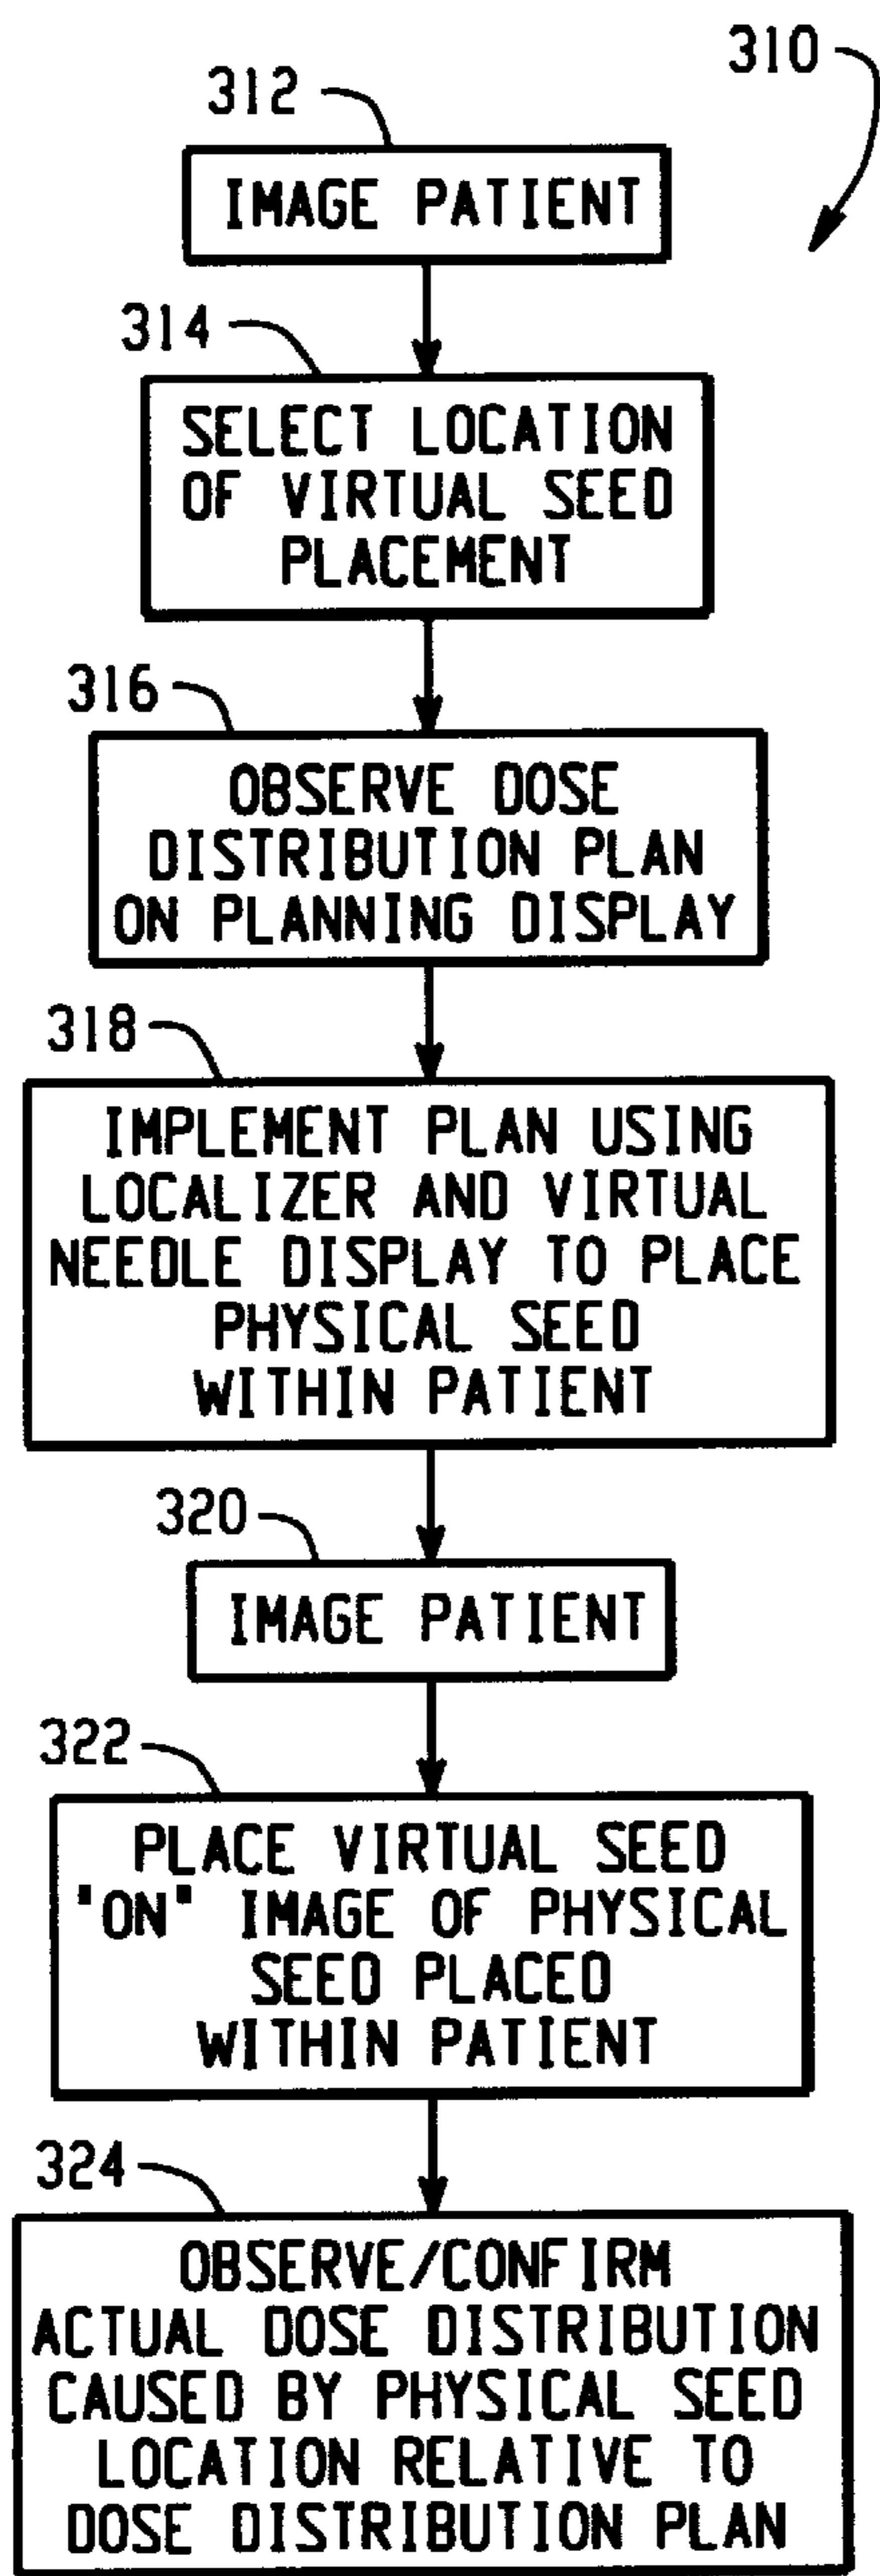 310
312
IMAGE PATIENT
314
SELECT LOCATION
OF VIRTUAL SEED
PLACEMENT
316
OBSERVE DOSE
DISTRIBUTION PLAN
ON PLANNING DISPLAY
318
IMPLEMENT PLAN USING
LOCALIZER AND VIRTUAL
NEEDLE DISPLAY TO PLACE
PHYSICAL SEED
WITHIN PATIENT
320
IMAGE PATIENT
322
PLACE VIRTUAL SEED
"ON" IMAGE OF PHYSICAL
SEED PLACED
WITHIN PATIENT
324
OBSERVE/CONFIRM
ACTUAL DOSE DISTRIBUTION
CAUSED BY PHYSICAL SEED
LOCATION RELATIVE TO
DOSE DISTRIBUTION PLAN